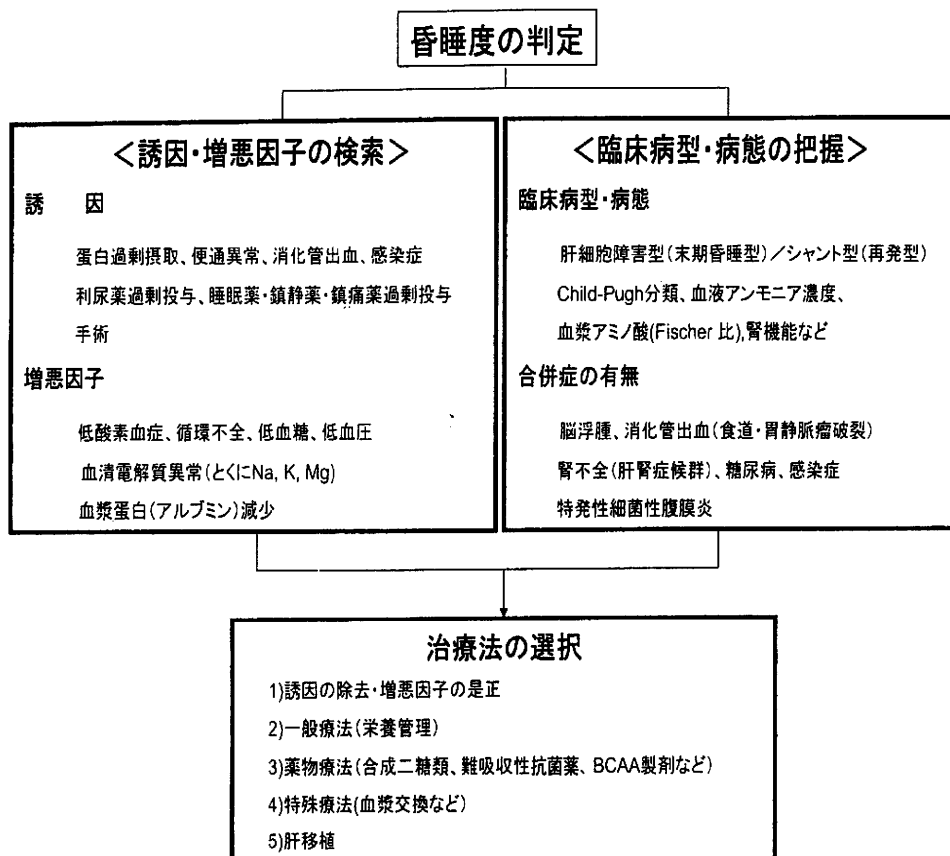 昏睡度の判定
＜誘因・増悪因子の検索＞
誘　因
蛋白過剰摂取、便通異常、消化管出血、感染症
利尿薬過剰投与、睡眠薬・鎮静薬・鎮痛薬過剰投与
手術
増悪因子
低酸素血症、循環不全、低血糖、低血圧
血清電解質異常(とくにNa, K, Mg)
血漿蛋白(アルブミン)減少
＜臨床病型・病態の把握＞
臨床病型・病態
肝細胞障害型(末期昏睡型)／シャント型(再発型)
Child-Pugh分類、血液アンモニア濃度、
血漿アミノ酸(Fischer 比),腎機能など
合併症の有無
脳浮腫、消化管出血(食道・胃静脈瘤破裂)
腎不全(肝腎症候群)、糖尿病、感染症
特発性細菌性腹膜炎
治療法の選択
1)誘因の除去・増悪因子の是正
2)一般療法(栄養管理)
3)薬物療法(合成二糖類、難吸収性抗菌薬、BCAA製剤など)
4)特殊療法(血漿交換など)
5)肝移植